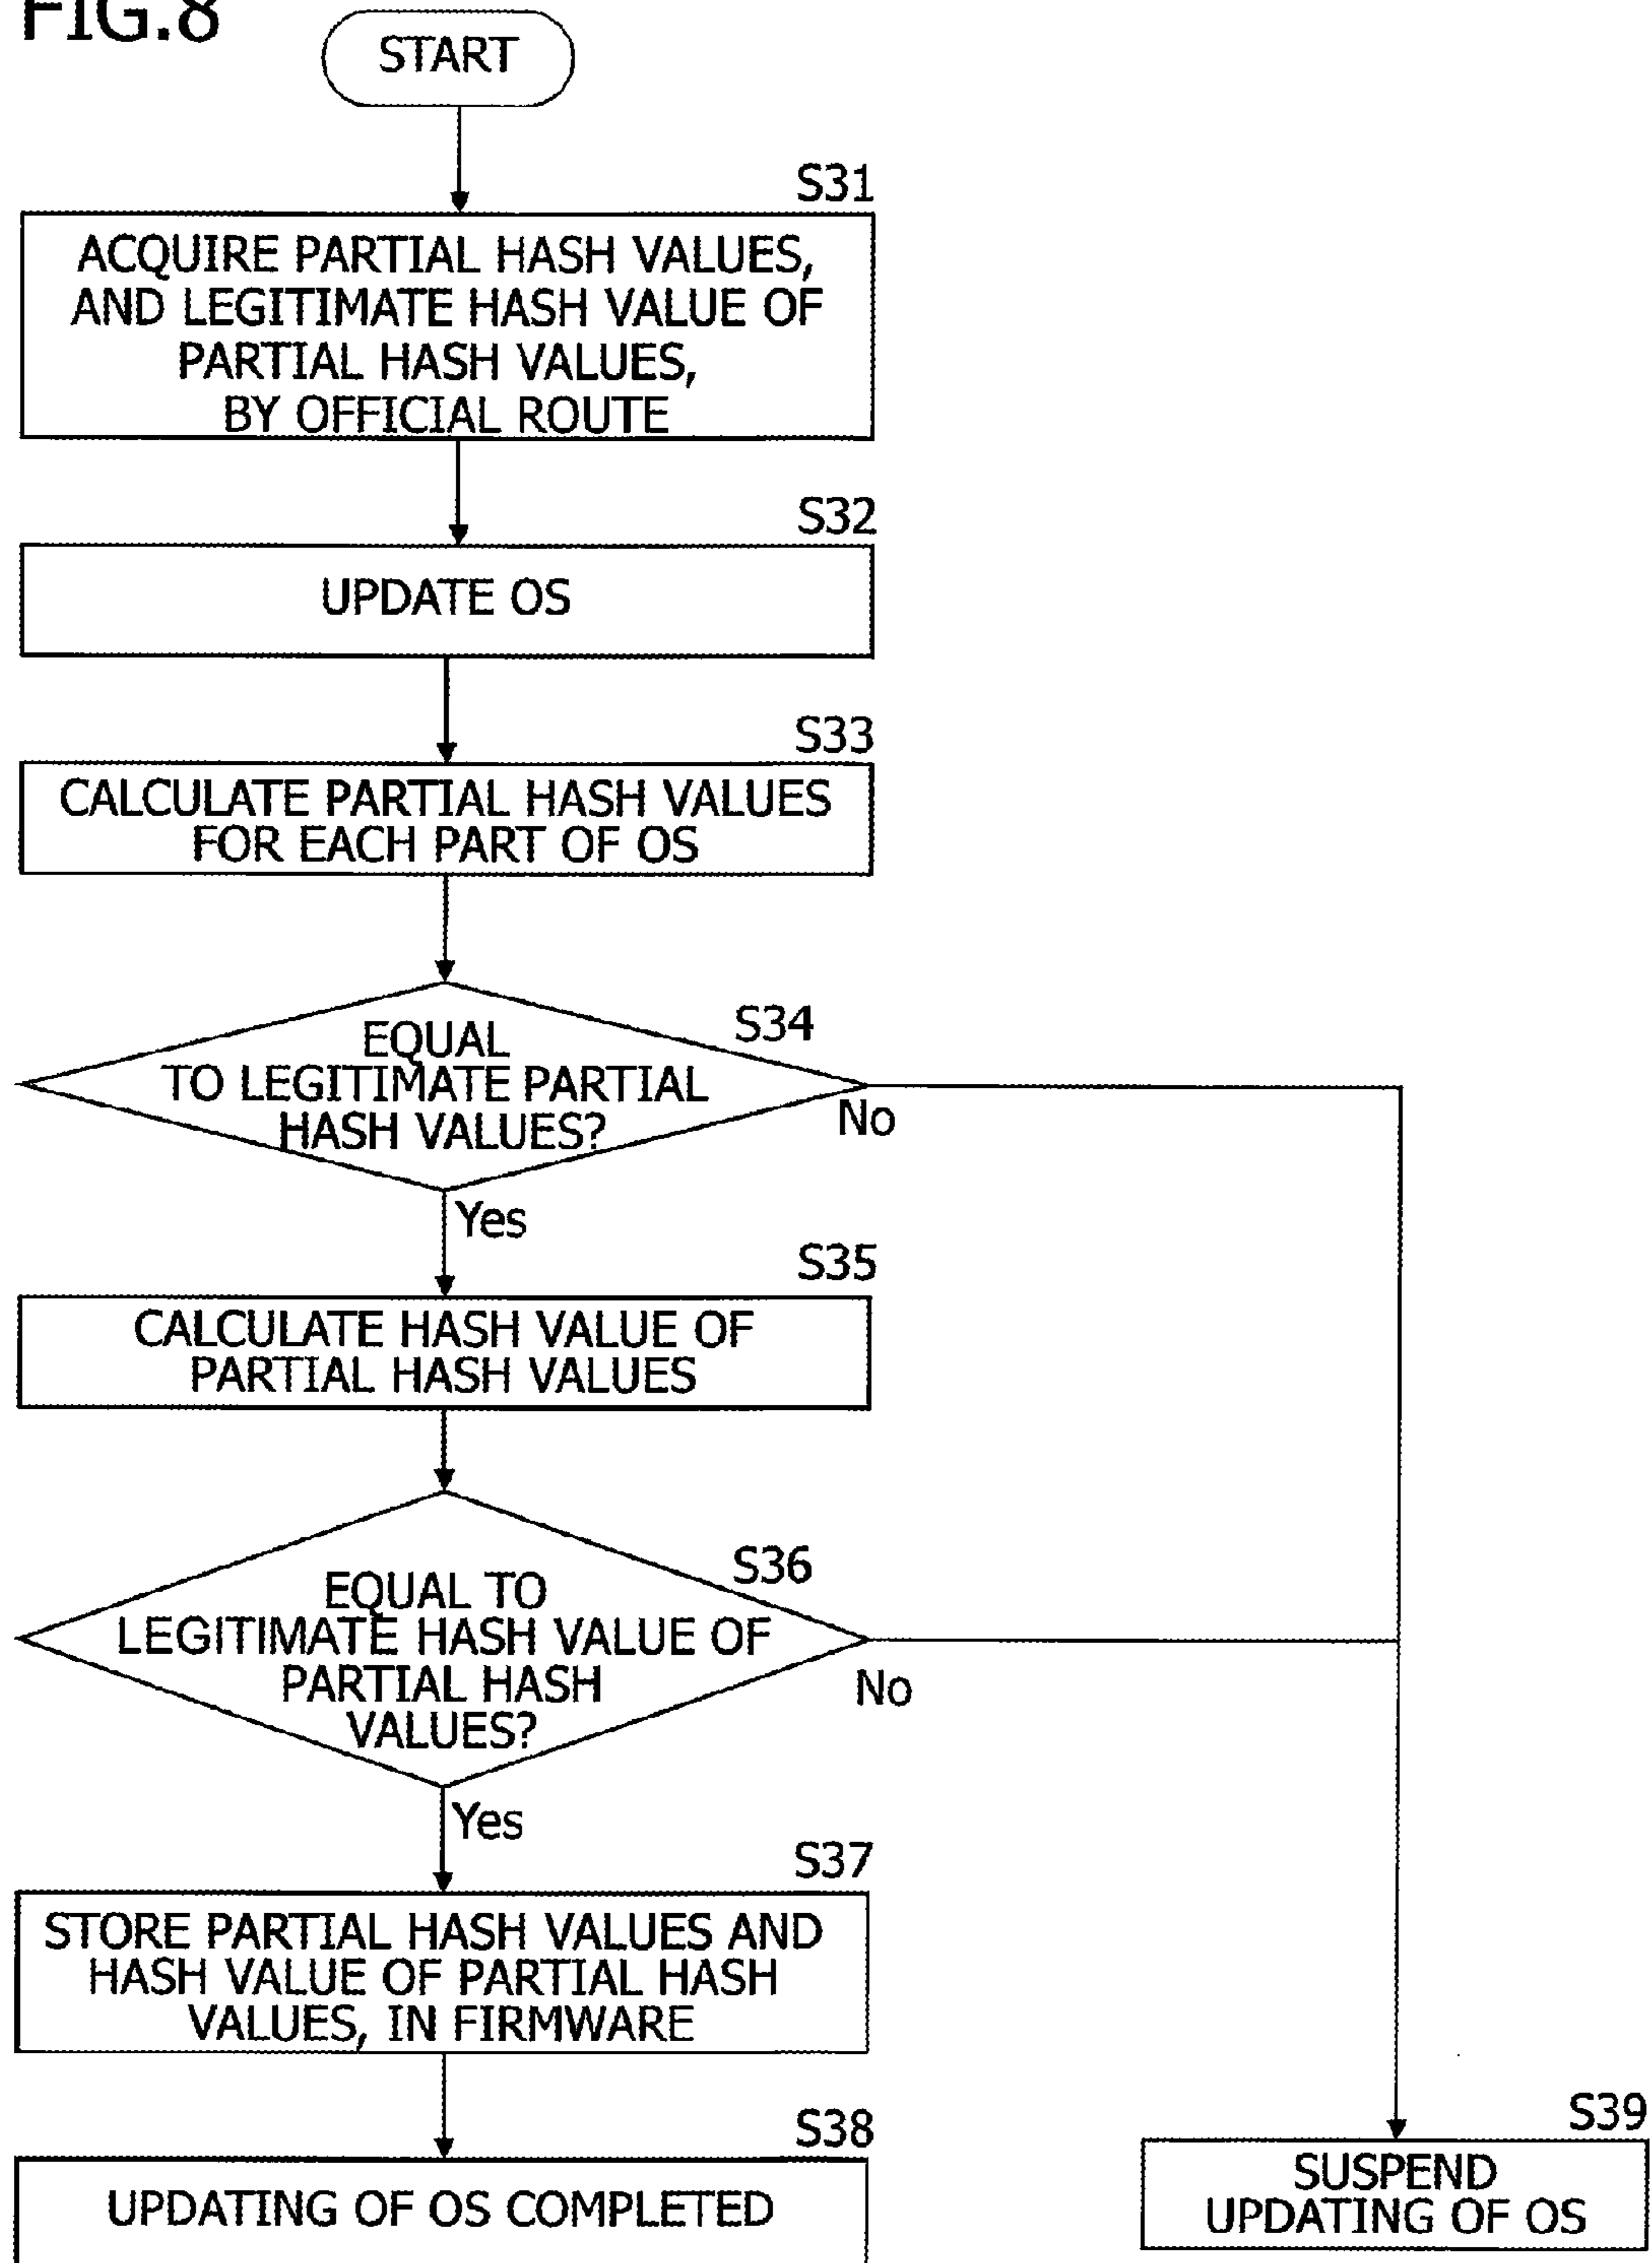 FIG.8
START
S31
ACQUIRE PARTIAL HASH VALUES,
AND LEGITIMATE HASH VALUE OF
PARTIAL HASH VALUES,
BY OFFICIAL ROUTE
S32
UPDATE OS
S33
CALCULATE PARTIAL HASH VALUES
FOR EACH PART OF OS
S34
EQUAL
TO LEGITIMATE PARTIAL
HASH VALUES?
No
Yes
S35
CALCULATE HASH VALUE OF
PARTIAL HASH VALUES
S36
EQUAL TO
LEGITIMATE HASH VALUE OF
PARTIAL HASH
VALUES?
No
Yes
S37
STORE PARTIAL HASH VALUES AND
HASH VALUE OF PARTIAL HASH
VALUES, IN FIRMWARE
S38
UPDATING OF OS COMPLETED
S39
SUSPEND
UPDATING OF OS